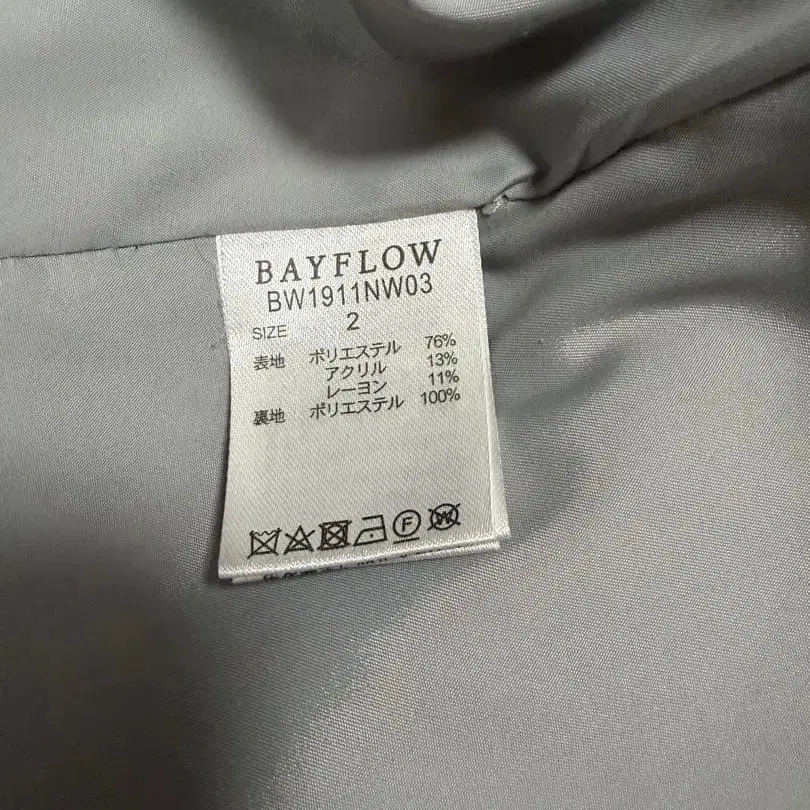 BAYFLOW
BW1911NW03
SIZE 2
表地 ポリエステル 76%
アクリル 13%
レーヨン 11%
裏地 ポリエステル 100%
F W